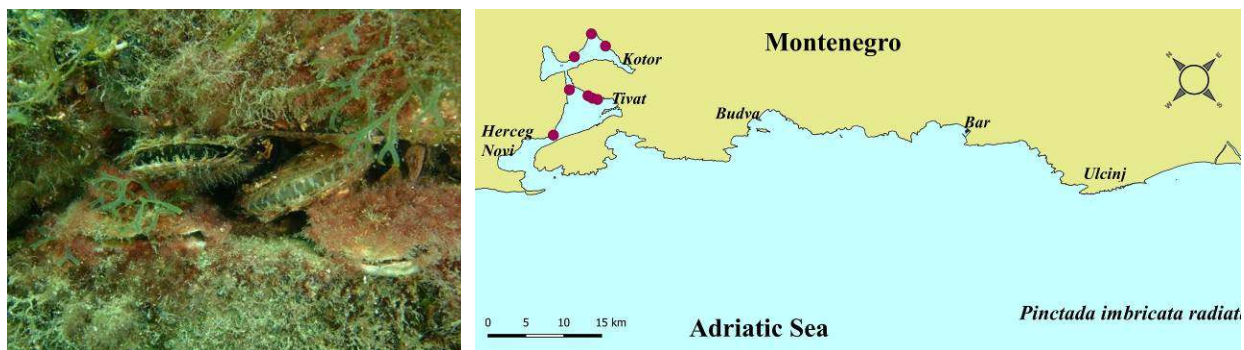 Montenegro
Kotor
Tivat
Herceg
Novi
Budva
Bar
Ulcinj
N
E
W
S
0 5 10 15 km
Adriatic Sea
Pinctada imbricata radiat